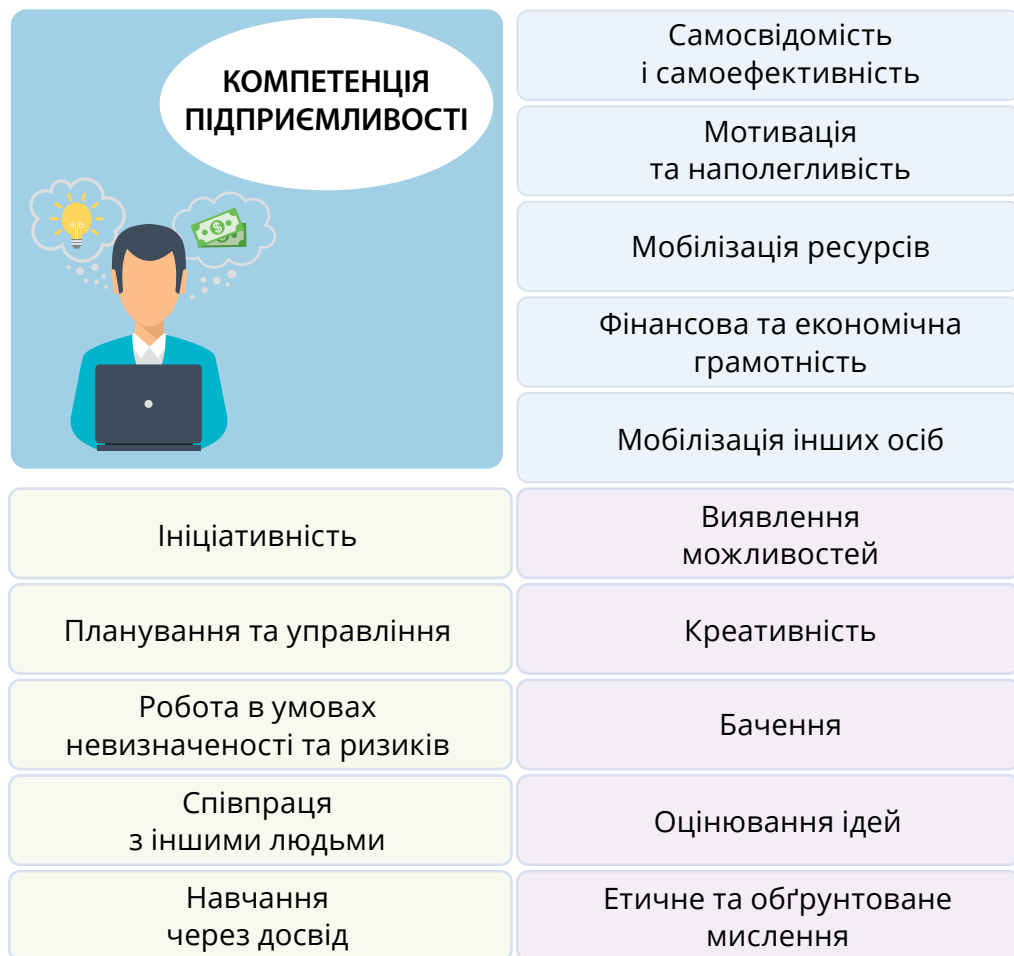 КОМПЕТЕНЦІЯ
ПІДПРИЄМЛИВОСТІ
Самосвідомість
і самоефективність
Мотивація
та наполегливість
Мобілізація ресурсів
Фінансова та економічна
грамотність
Мобілізація інших осіб
Ініціативність
Планування та управління
Робота в умовах
невизначеності та ризиків
Співпраця
з іншими людьми
Навчання
через досвід
Виявлення
можливостей
Креативність
Бачення
Оцінювання ідей
Етичне та обґрунтоване
мислення